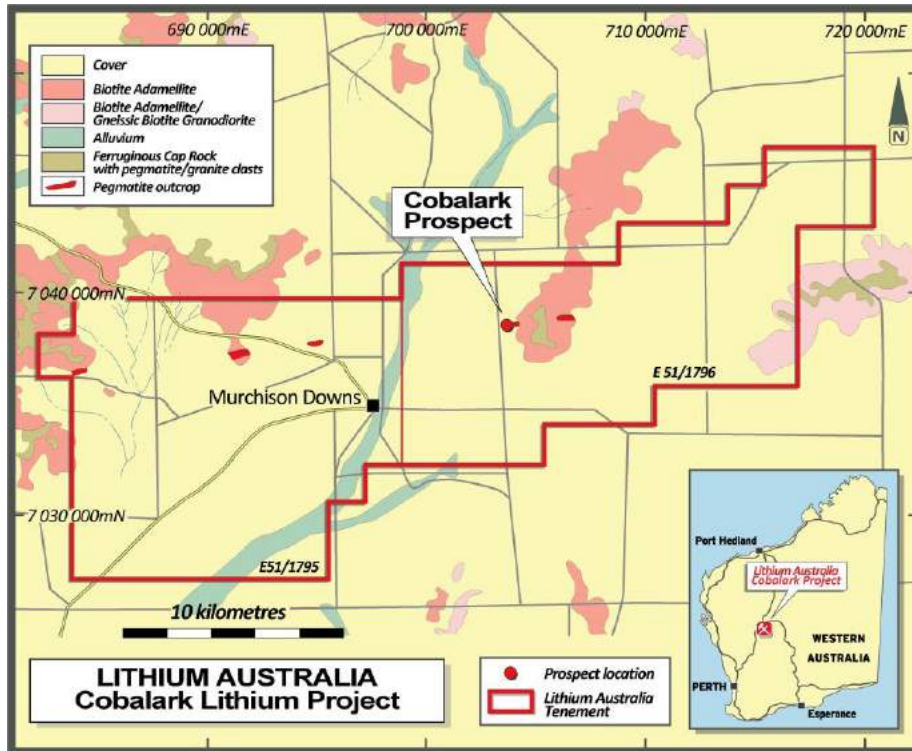 690 000mE
700 000mE
710 000mE
720 000mE
Cover
Biotite Adamellite
Biotite Adamellite/
Gneissic Biotite Granodiorite
Alluvium
Ferruginous Cap Rock
with pegmatite/granite clasts
Pegmatite outcrop
N
Cobalark
Prospect
7 040 000mN
E 51/1796
Murchison Downs
7 030 000mN
E51/1795
10 kilometres
Port Hedland
Lithium Australia
Cobalark Project
WESTERN
AUSTRALIA
PERTH
Esperance
LITHIUM AUSTRALIA
Cobalark Lithium Project
Prospect location
Lithium Australia
Tenement